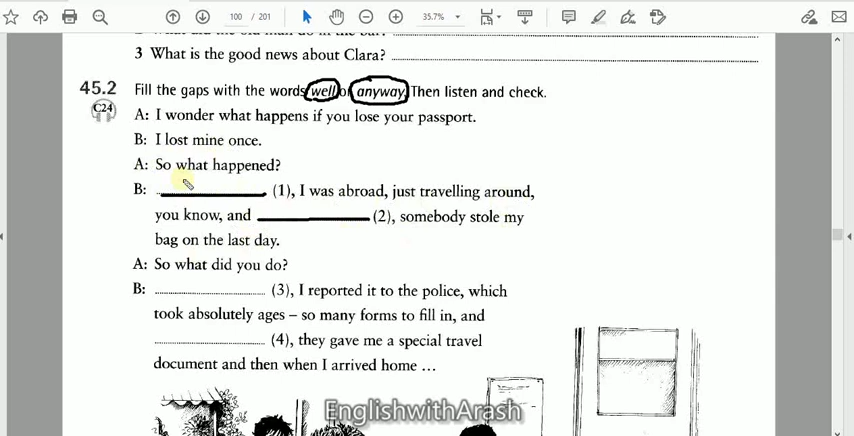 100 / 201
35.7%
3 What is the good news about Clara?
45.2 Fill the gaps with the words well or anyway. Then listen and check.
C24
A: I wonder what happens if you lose your passport.
B: I lost mine once.
A: So what happened?
B: (1), I was abroad, just travelling around,
you know, and (2), somebody stole my
bag on the last day.
A: So what did you do?
B: (3), I reported it to the police, which
took absolutely ages – so many forms to fill in, and
(4), they gave me a special travel
document and then when I arrived home ...
EnglishwithArash